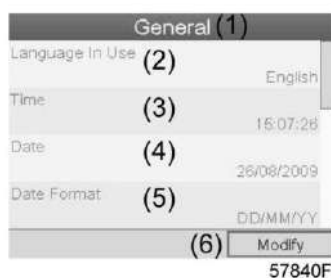 General (1)
Language In Use (2)
English
Time (3)
15:07:26
Date (4)
26/08/2009
Date Format (5)
DD/MM/YY
(6) Modify
57840F